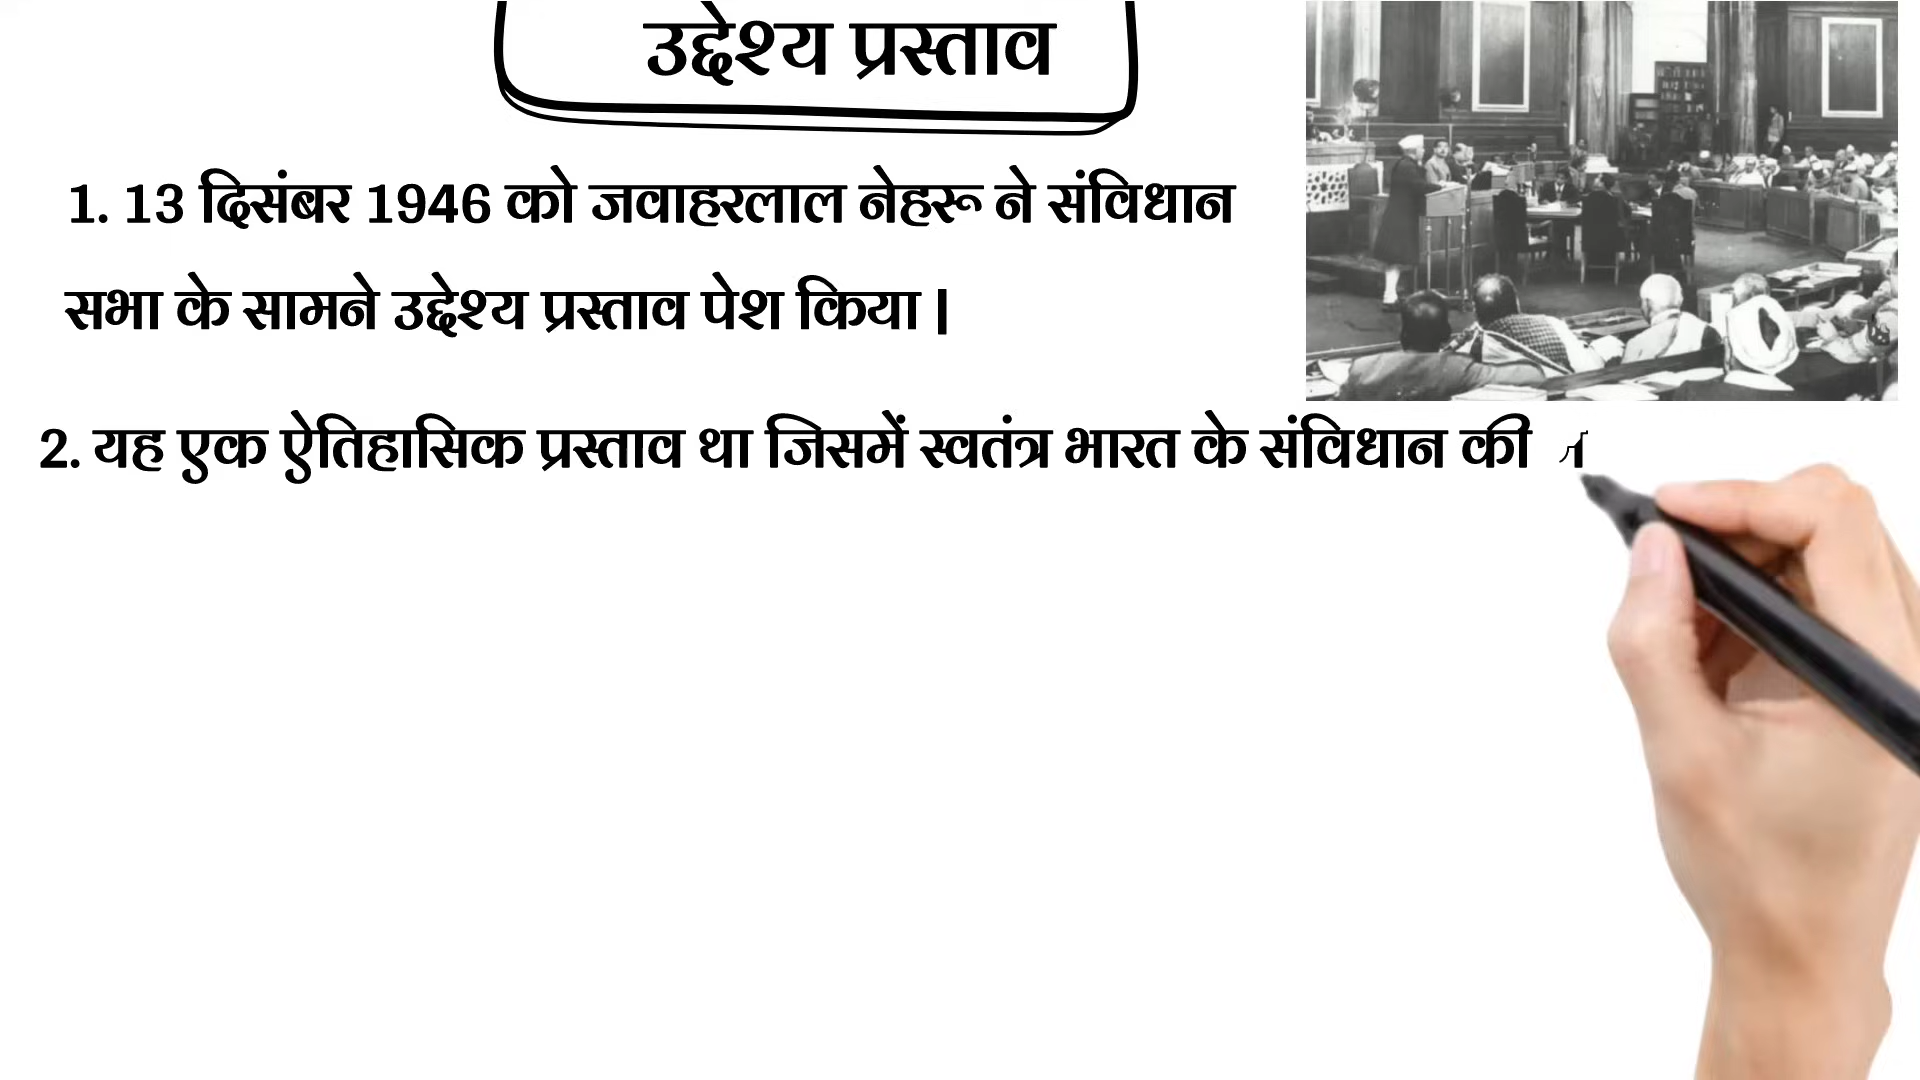 उद्देश्य प्रस्ताव
1. 13 दिसंबर 1946 को जवाहरलाल नेहरू ने संविधान
सभा के सामने उद्देश्य प्रस्ताव पेश किया |
2. यह एक ऐतिहासिक प्रस्ताव था जिसमें स्वतंत्र भारत के संविधान की